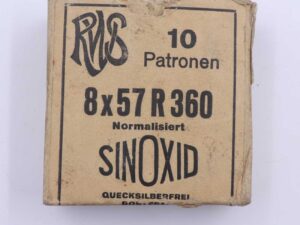 RWS
10
Patronen
8x57 R 360
Normalisiert
SINOXID
QUECKSILBERFREI